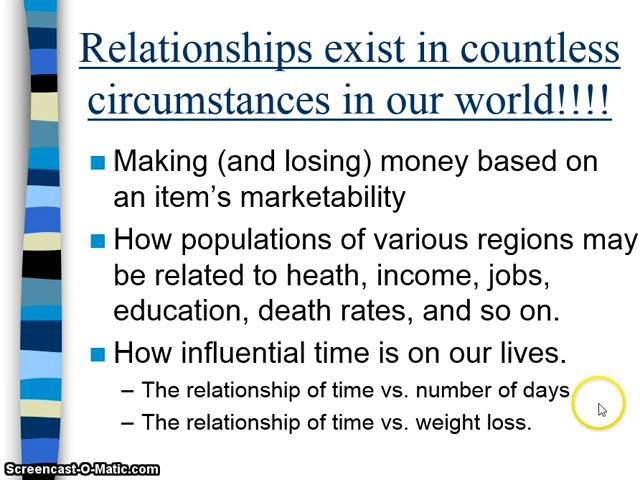 Relationships exist in countless
circumstances in our world!!!!
Making (and losing) money based on
an item's marketability
How populations of various regions may
be related to heath, income, jobs,
education, death rates, and so on.
How influential time is on our lives.
– The relationship of time vs. number of days.
– The relationship of time vs. weight loss.
Screencast-O-Matic.com